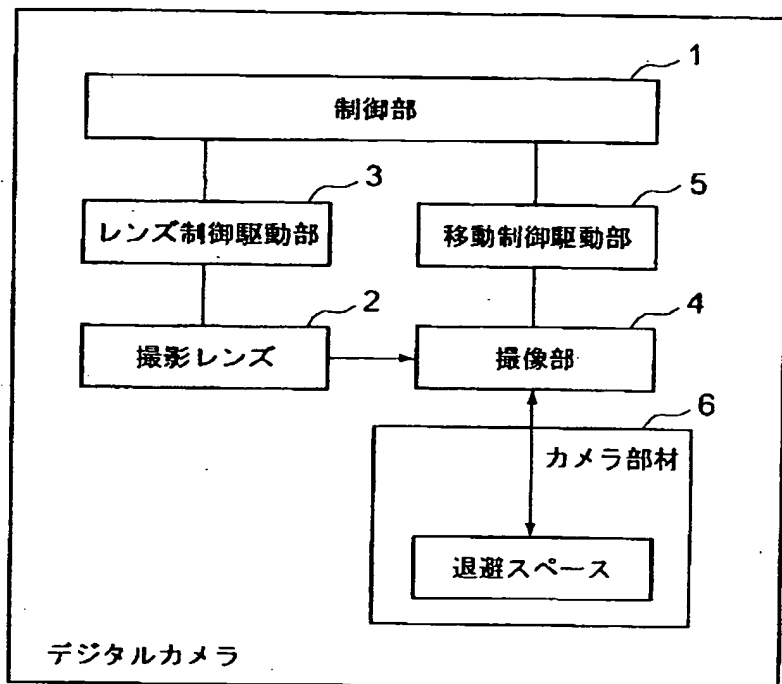 1
制御部
3
5
レンズ制御駆動部
移動制御駆動部
2
4
撮影レンズ
撮像部
6
カメラ部材
退避スペース
デジタルカメラ